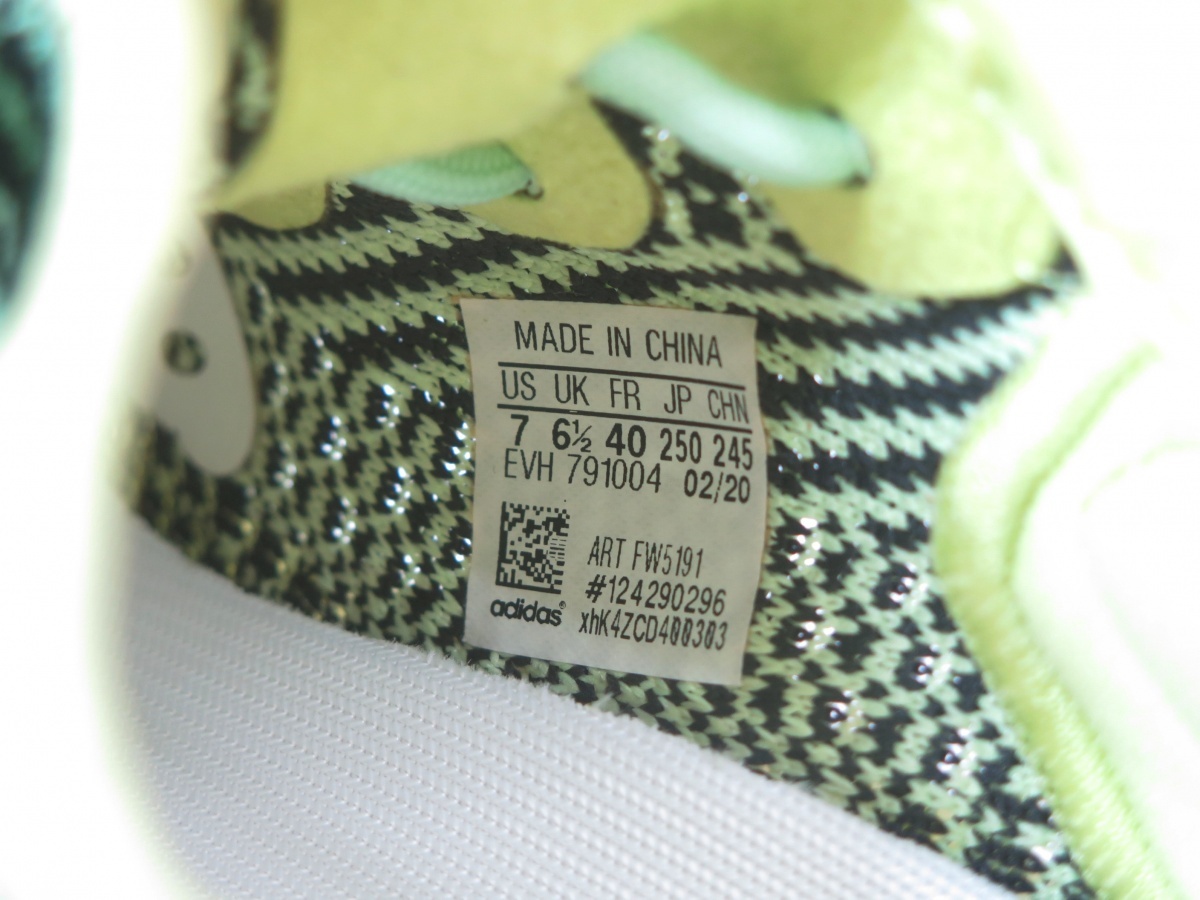 MADE IN CHINA
US UK FR JP CHN
7 6½ 40 250 245
EVH 791004 02/20
ART FW5191
#124290296
adidas®
xhK4ZCD400303